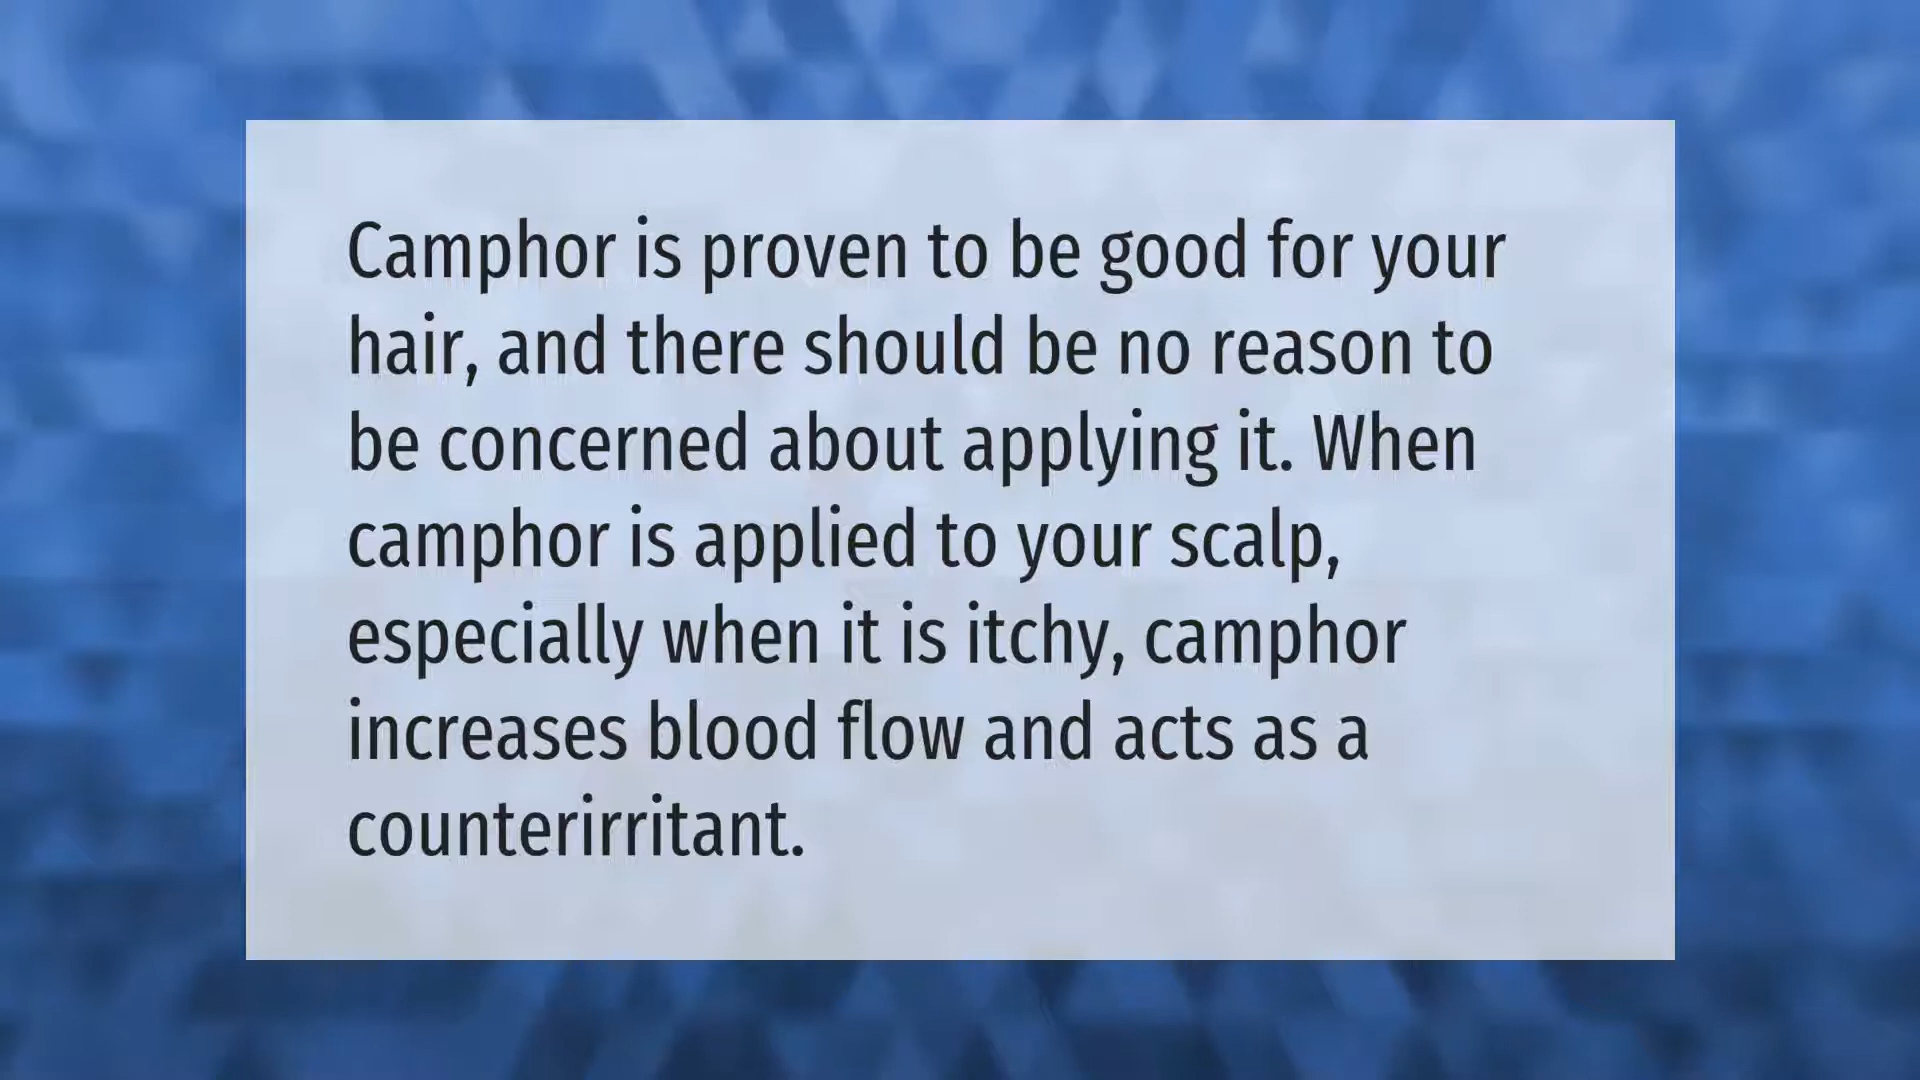 Camphor is proven to be good for your
hair, and there should be no reason to
be concerned about applying it. When
camphor is applied to your scalp,
especially when it is itchy, camphor
increases blood flow and acts as a
counterirritant.